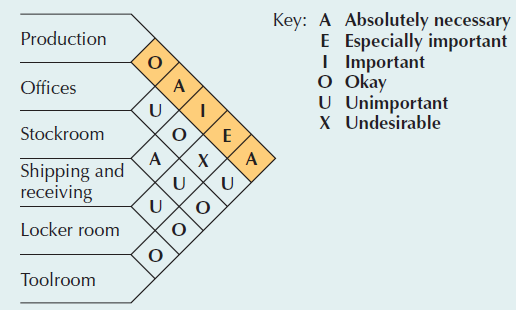 Production
Offices
Stockroom
Shipping and
receiving
Locker room
Toolroom
O
A
U I
O E
A X A
U U
U O
O
O
Key: A Absolutely necessary
E Especially important
I Important
O Okay
U Unimportant
X Undesirable